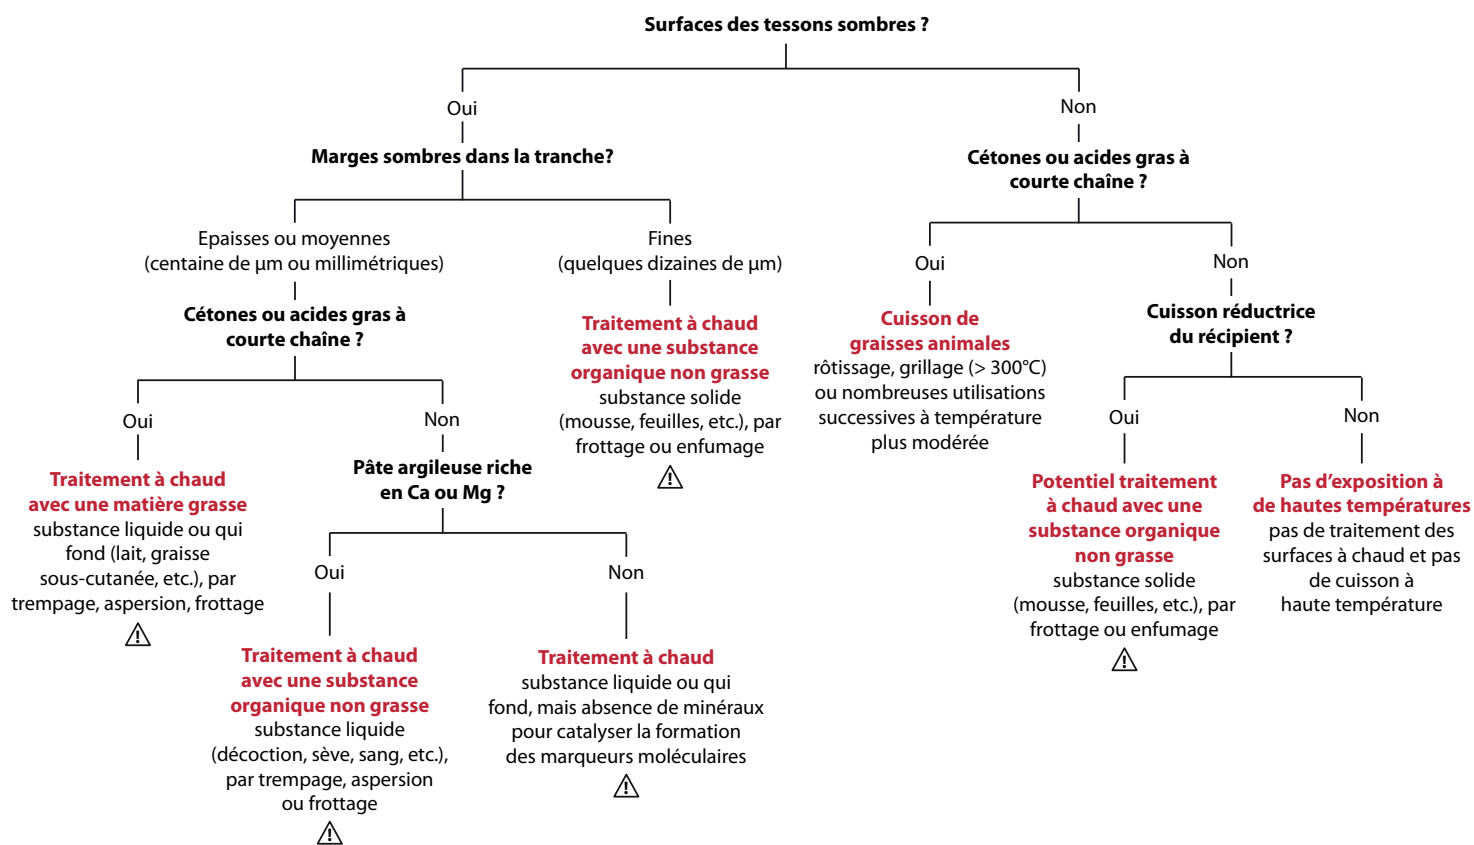 Surfaces des tessons sombres ?
Oui
Non
Marges sombres dans la tranche?
Cétones ou acides gras à
courte chaîne ?
Epaisses ou moyennes
(centaine de µm ou millimétriques)
Fines
(quelques dizaines de µm)
Oui
Non
Cétones ou acides gras à
courte chaîne ?
Traitement à chaud
avec une substance
organique non grasse
substance solide
(mousse, feuilles, etc.), par
frottage ou enfumage
Cuisson de
graisses animales
rôtissage, grillage (> 300°C)
ou nombreuses utilisations
successives à température
plus modérée
Cuisson réductrice
du récipient ?
Oui
Non
Oui
Non
Traitement à chaud
avec une matière grasse
substance liquide ou qui
fond (lait, graisse
sous-cutanée, etc.), par
trempage, aspersion, frottage
Pâte argileuse riche
en Ca ou Mg ?
Potentiel traitement
à chaud avec une
substance organique
non grasse
substance solide
(mousse, feuilles, etc.), par
frottage ou enfumage
Pas d'exposition à
de hautes températures
pas de traitement des
surfaces à chaud et pas
de cuisson à
haute température
Oui
Non
Traitement à chaud
avec une substance
organique non grasse
substance liquide
(décoction, sève, sang, etc.),
par trempage, aspersion
ou frottage
Traitement à chaud
substance liquide ou qui
fond, mais absence de minéraux
pour catalyser la formation
des marqueurs moléculaires